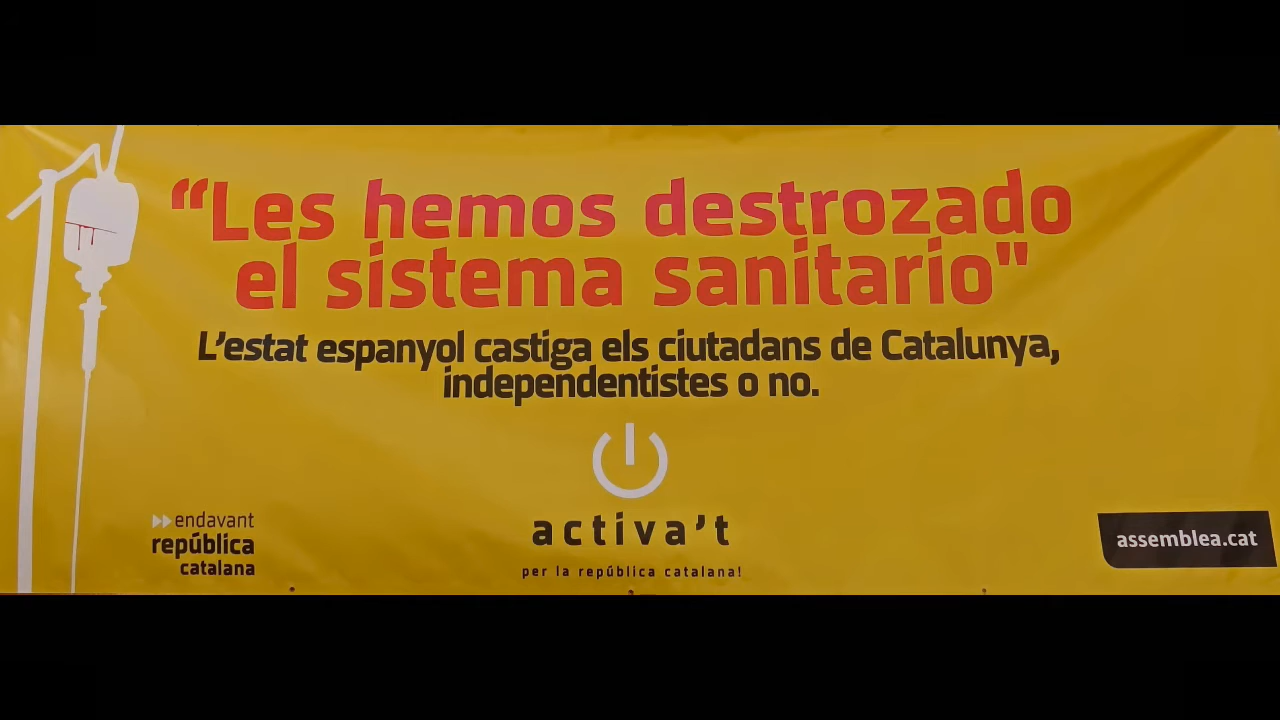 “Les hemos destrozado
el sistema sanitario"
L’estat espanyol castiga els ciutadans de Catalunya,
independentistes o no.
activa’t
per la república catalana!
endavant
república
catalana
assemblea.cat